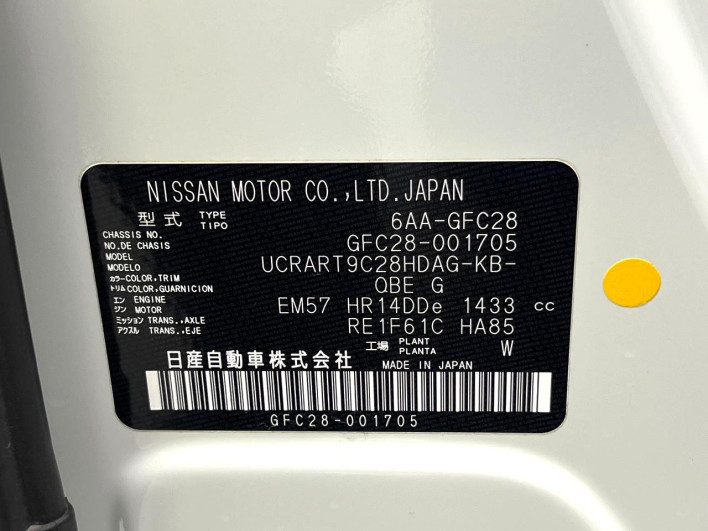 NISSAN MOTOR CO.,LTD.JAPAN
型式 TYPE TIPO 6AA-GFC28
CHASSIS NO. NO.DE CHASIS GFC28-001705
MODEL MODELO UCRART9C28HDAG-KB-
カラー COLOR,TRIM トリム COLOR,GUARNICION QBE G
エンジン ENGINE MOTOR EM57 HR14DDe 1433 cc
ミッション TRANS.,AXLE アクスル TRANS.,EJE RE1F61C HA85
工場 PLANT PLANTA W
日産自動車株式会社 MADE IN JAPAN
GFC28-001705